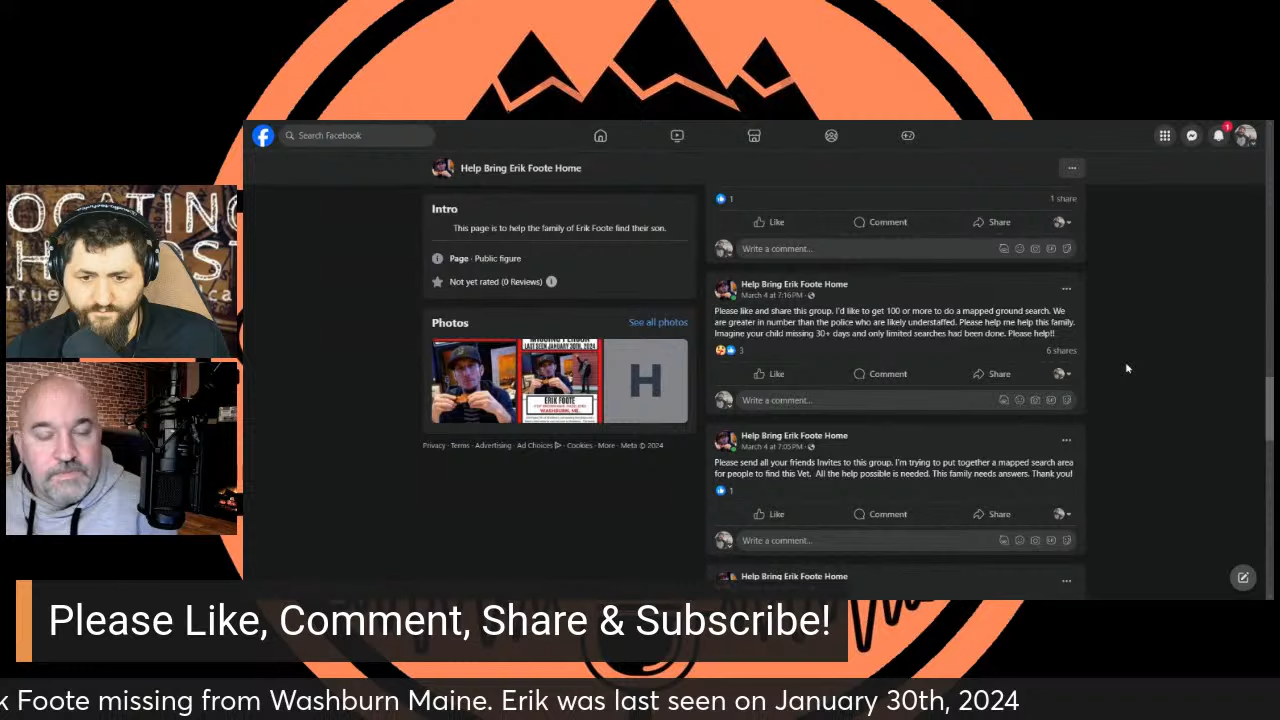 Search Facebook
1
Help Bring Erik Foote Home
Intro
This page is to help the family of Erik Foote find their son.
Page · Public figure
Not yet rated (0 Reviews)
Photos
See all photos
LAST SEEN JANUARY 30TH, 2024
ERIK FOOTE
WASHBURN, ME.
H
Privacy · Terms · Advertising · Ad Choices · Cookies · More · Meta © 2024
1
1 share
Like Comment Share
Write a comment...
Help Bring Erik Foote Home
March 4 at 7:16 PM ·
Please like and share this group. I'd like to get 100 or more to do a mapped ground search. We
are greater in number than the police who are likely understaffed. Please help me help this family.
Imagine your child missing 30+ days and only limited searches had been done. Please help!!
3
6 shares
Like Comment Share
Write a comment...
Help Bring Erik Foote Home
March 4 at 7:05 PM ·
Please send all your friends Invites to this group. I'm trying to put together a mapped search area
for people to find this Vet. All the help possible is needed. This family needs answers. Thank you!
1
Like Comment Share
Write a comment...
Help Bring Erik Foote Home
OCATING
True
Please Like, Comment, Share & Subscribe!
k Foote missing from Washburn Maine. Erik was last seen on January 30th, 2024